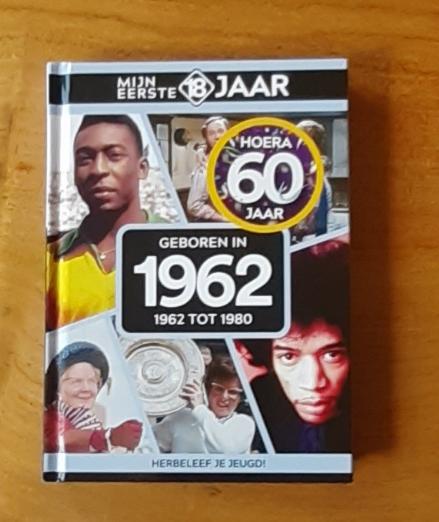 MIJN
EERSTE 18 JAAR
HOERA
60
JAAR
GEBOREN IN
1962
1962 TOT 1980
HERBELEEF JE JEUGD!